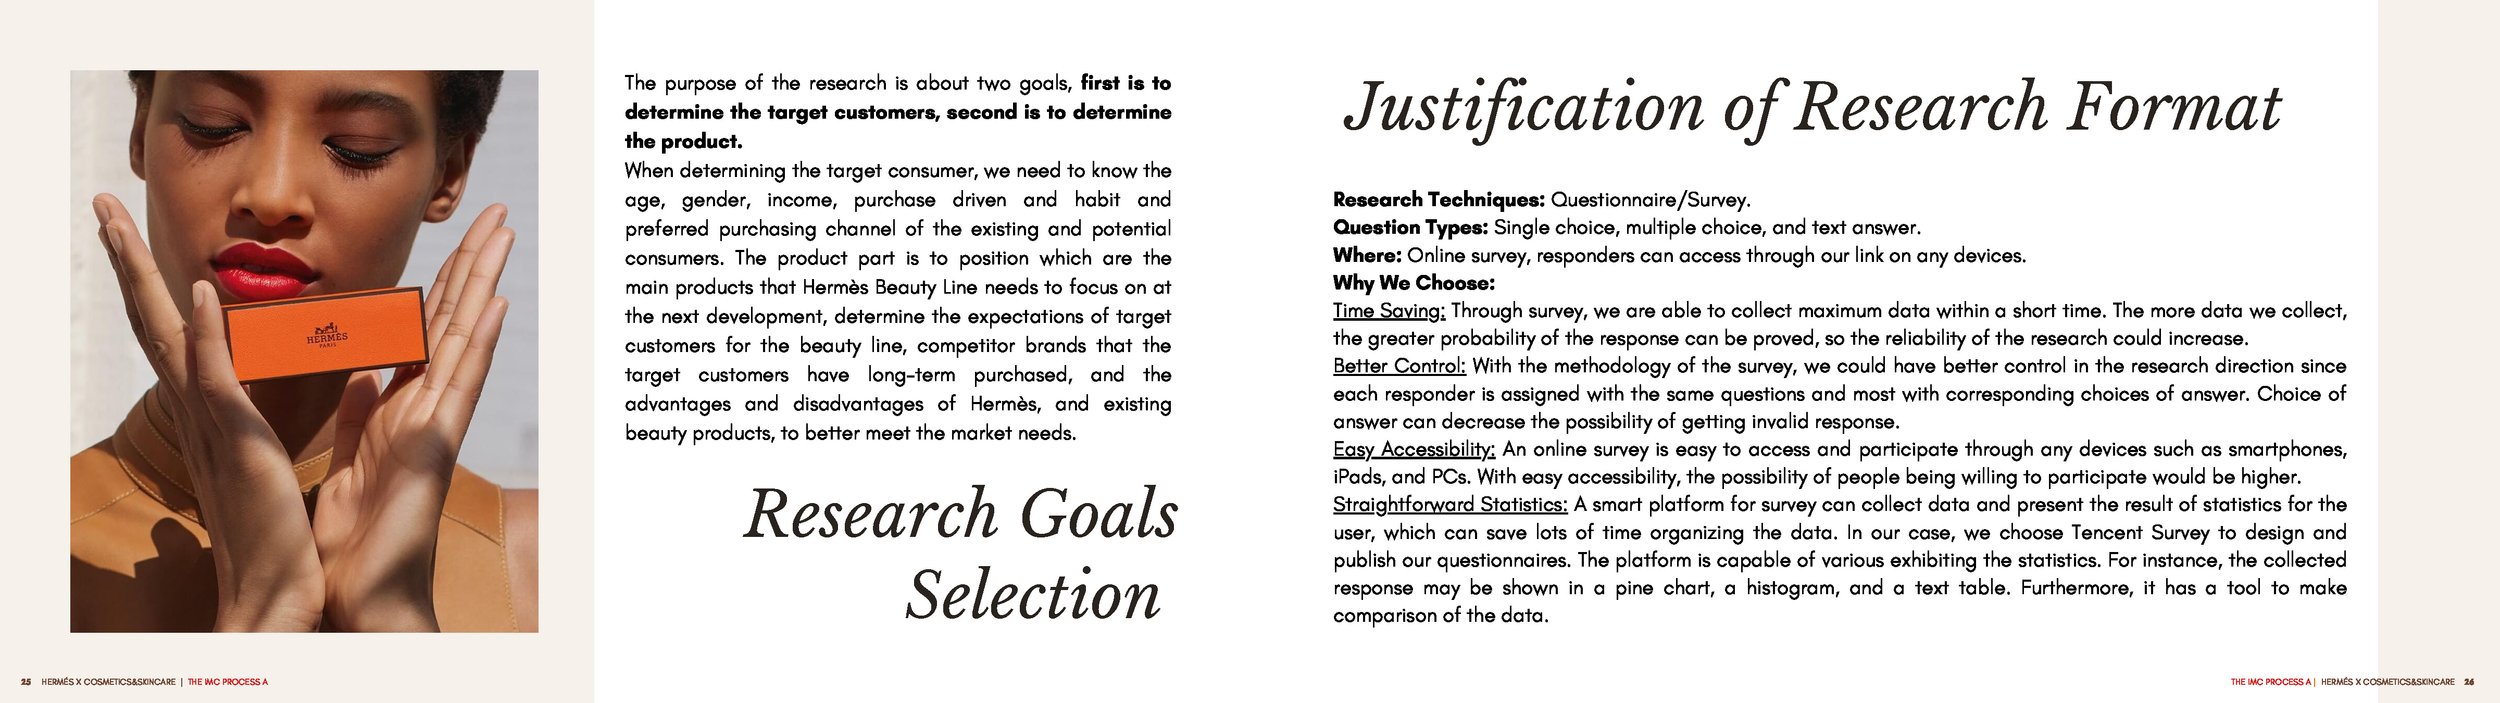 HERMÈS
PARIS
The purpose of the research is about two goals, first is to
determine the target customers, second is to determine
the product.
When determining the target consumer, we need to know the
age, gender, income, purchase driven and habit and
preferred purchasing channel of the existing and potential
consumers. The product part is to position which are the
main products that Hermès Beauty Line needs to focus on at
the next development, determine the expectations of target
customers for the beauty line, competitor brands that the
target customers have long-term purchased, and the
advantages and disadvantages of Hermès, and existing
beauty products, to better meet the market needs.
Research Goals
Selection
25 HERMÉS X COSMETICS&SKINCARE | THE IMC PROCESS A
Justification of Research Format
Research Techniques: Questionnaire/Survey.
Question Types: Single choice, multiple choice, and text answer.
Where: Online survey, responders can access through our link on any devices.
Why We Choose:
Time Saving: Through survey, we are able to collect maximum data within a short time. The more data we collect,
the greater probability of the response can be proved, so the reliability of the research could increase.
Better Control: With the methodology of the survey, we could have better control in the research direction since
each responder is assigned with the same questions and most with corresponding choices of answer. Choice of
answer can decrease the possibility of getting invalid response.
Easy Accessibility: An online survey is easy to access and participate through any devices such as smartphones,
iPads, and PCs. With easy accessibility, the possibility of people being willing to participate would be higher.
Straightforward Statistics: A smart platform for survey can collect data and present the result of statistics for the
user, which can save lots of time organizing the data. In our case, we choose Tencent Survey to design and
publish our questionnaires. The platform is capable of various exhibiting the statistics. For instance, the collected
response may be shown in a pine chart, a histogram, and a text table. Furthermore, it has a tool to make
comparison of the data.
THE IMC PROCESS A | HERMÉS X COSMETICS&SKINCARE 26